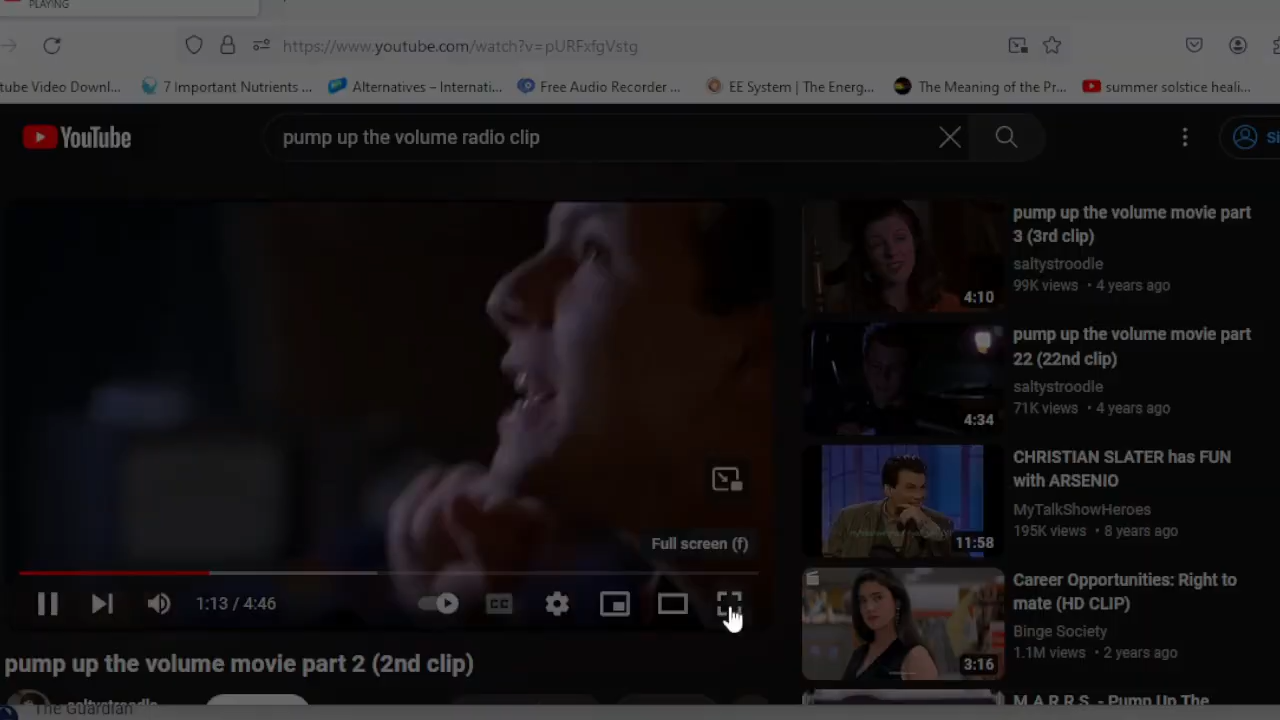 PLAYING
https://www.youtube.com/watch?v=pURFxfgVstg
tube Video Downl...
7 Important Nutrients ...
Alternatives – Internati...
Free Audio Recorder ...
EE System | The Energ...
The Meaning of the Pr...
summer solstice heali...
YouTube
pump up the volume radio clip
pump up the volume movie part
3 (3rd clip)
saltystroodle
99K views • 4 years ago
4:10
pump up the volume movie part
22 (22nd clip)
saltystroodle
71K views • 4 years ago
4:34
CHRISTIAN SLATER has FUN
with ARSENIO
MyTalkShowHeroes
195K views • 8 years ago
11:58
Career Opportunities: Right to
mate (HD CLIP)
Binge Society
1.1M views • 2 years ago
3:16
M.A.R.R.S. - Pump Up The
Full screen (f)
1:13 / 4:46
CC
pump up the volume movie part 2 (2nd clip)
saltystroodle
The Guardian